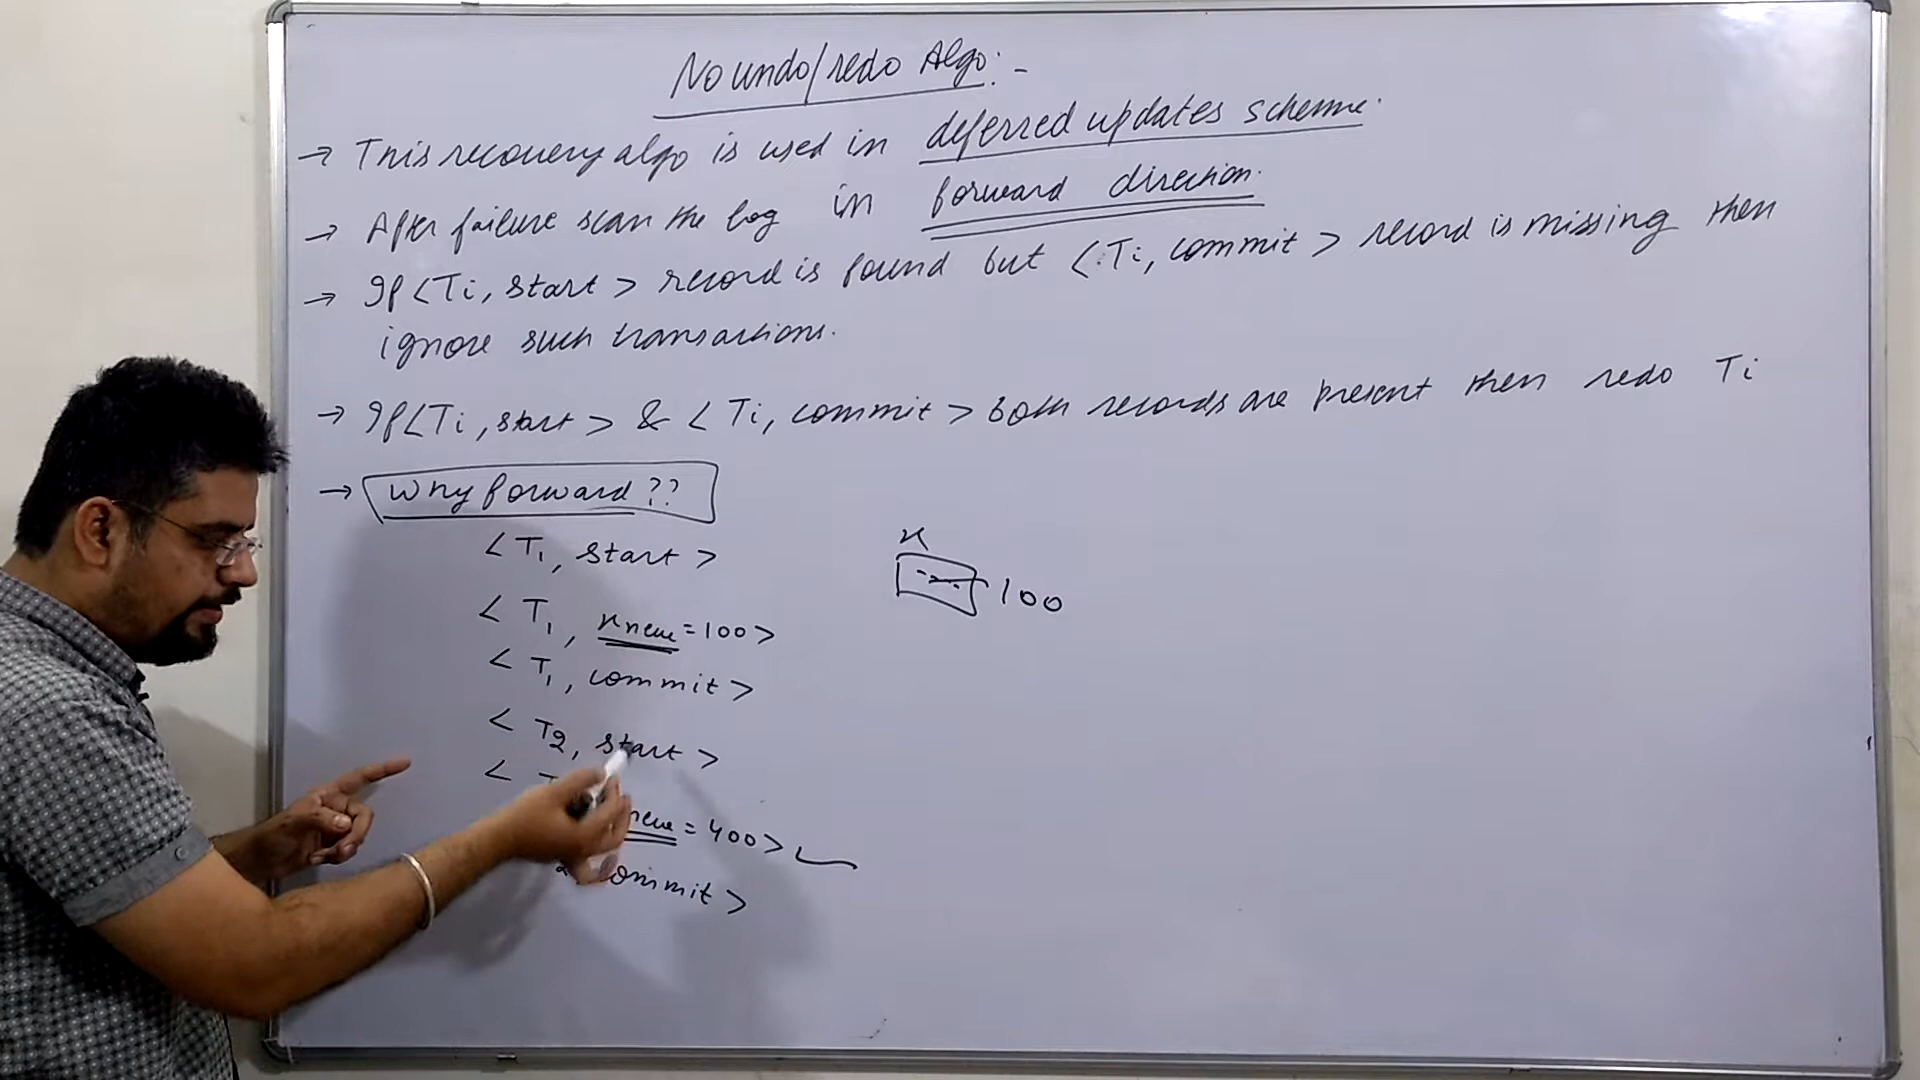 No undo/redo Algo:-
→ This recovery algo is used in deferred updates scheme.
→ After failure scan the log in forward direction.
→ If <Ti, start> record is found but <Ti, commit> record is missing then
ignore such transactions.
→ If <Ti, start> & <Ti, commit> both records are present then redo Ti
→ Why forward??
<T1, start>
x
100
<T1, xnew=100>
<T1, commit>
<T2, start>
<
new=400>
2, commit>